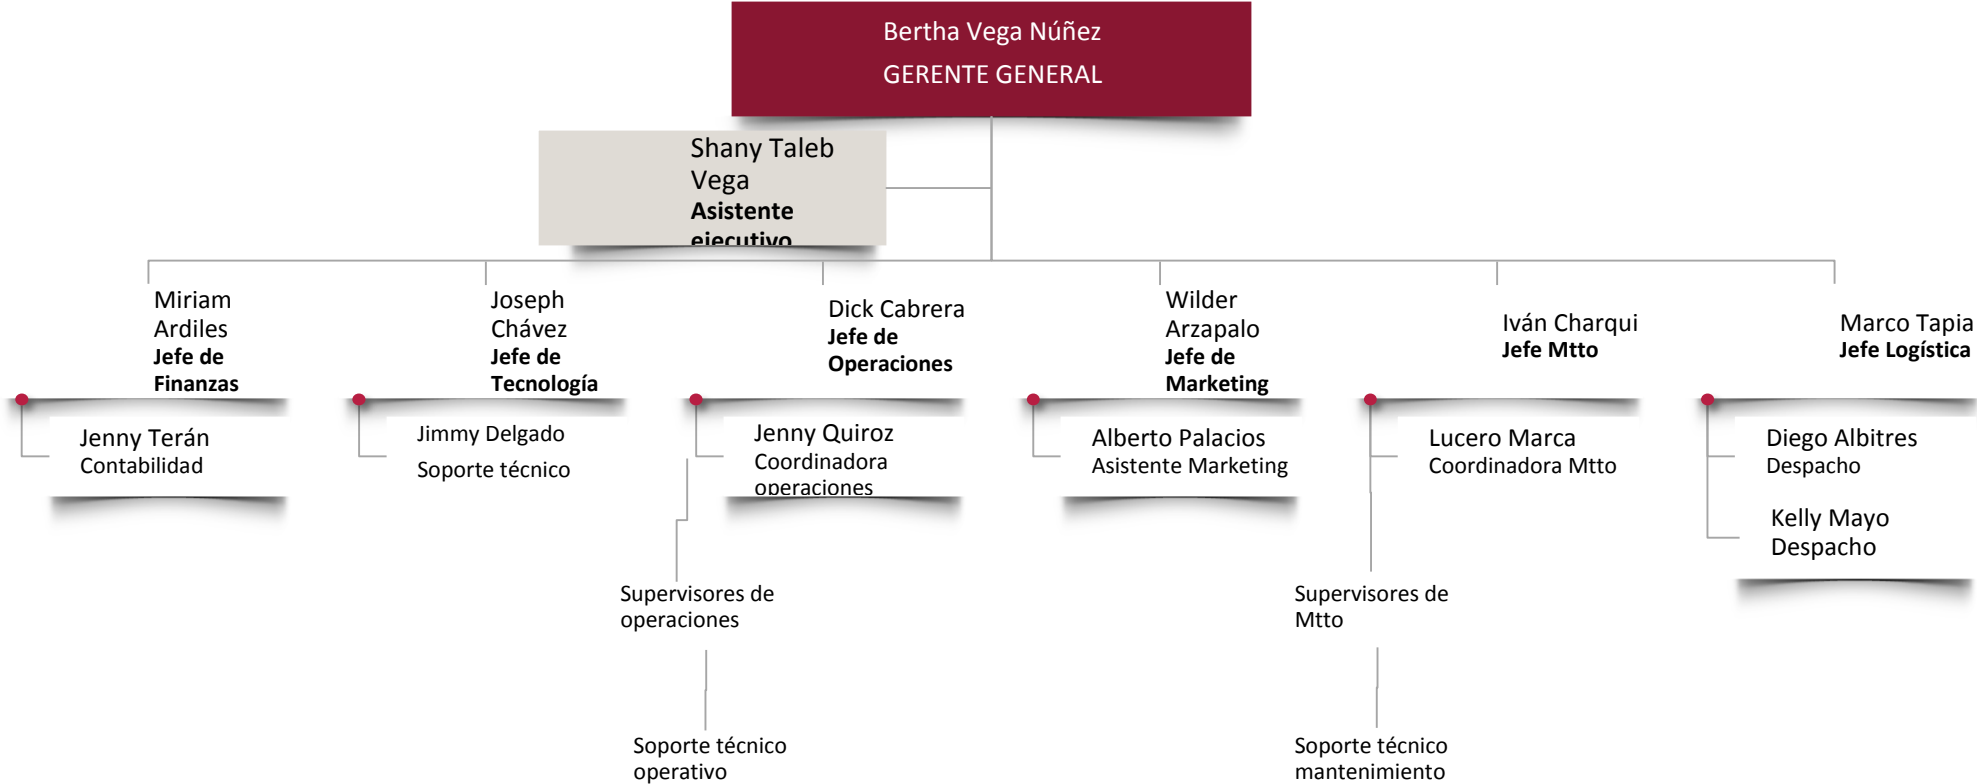 Bertha Vega Núñez
GERENTE GENERAL
Shany Taleb
Vega
Asistente
ejecutivo
Miriam
Ardiles
Jefe de
Finanzas
Joseph
Chávez
Jefe de
Tecnología
Dick Cabrera
Jefe de
Operaciones
Wilder
Arzapalo
Jefe de
Marketing
Iván Charqui
Jefe Mtto
Marco Tapia
Jefe Logística
Jenny Terán
Contabilidad
Jimmy Delgado
Soporte técnico
Jenny Quiroz
Coordinadora
operaciones
Alberto Palacios
Asistente Marketing
Lucero Marca
Coordinadora Mtto
Diego Albitres
Despacho
Kelly Mayo
Despacho
Supervisores de
operaciones
Supervisores de
Mtto
Soporte técnico
operativo
Soporte técnico
mantenimiento